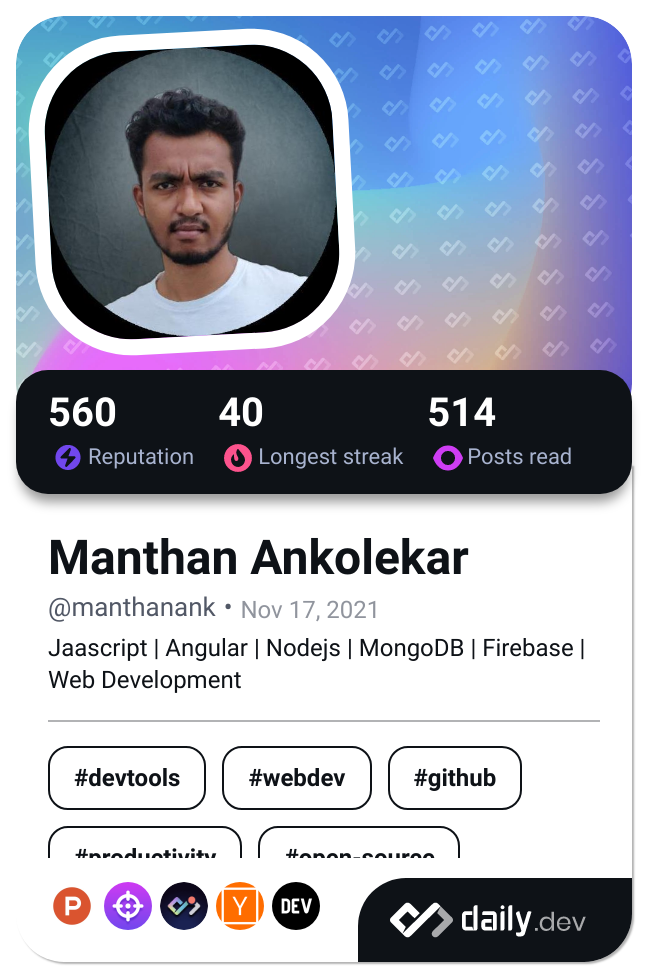 560 40 514
Reputation Longest streak Posts read
Manthan Ankolekar
@manthanank • Nov 17, 2021
Jaascript | Angular | Nodejs | MongoDB | Firebase |
Web Development
#devtools #webdev #github
#productivity #open-source
P Y DEV daily.dev